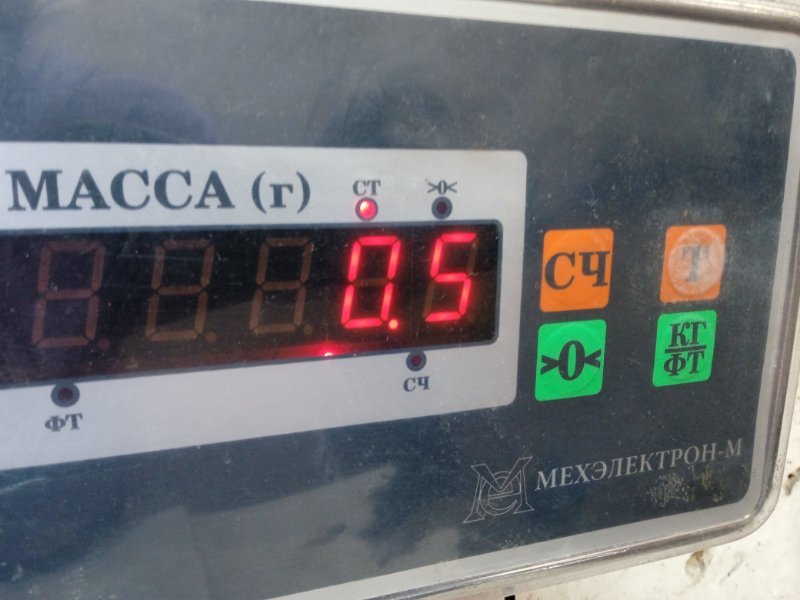 МАССА (г)
СТ
>0<
0.5
СЧ
Т
>0<
КГ
ФТ
ФТ
СЧ
МЕХЭЛЕКТРОН-М